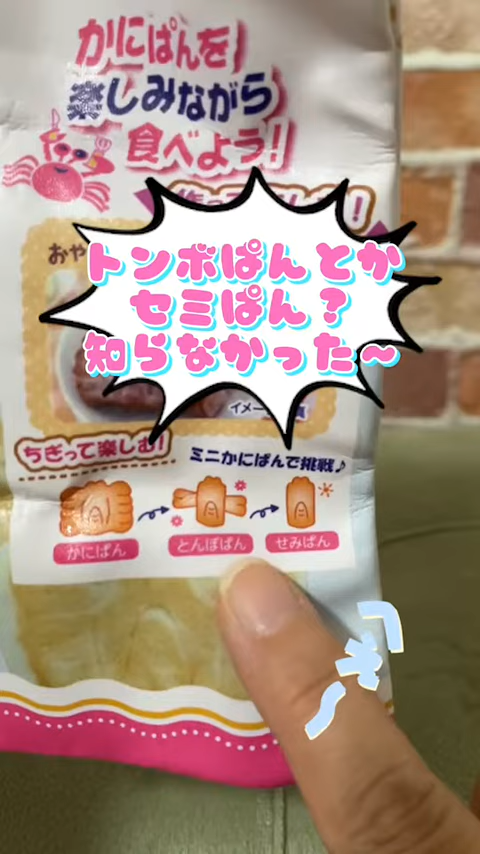 かにぱんを
楽しみながら
食べよう!
おや
トンボぱんとか
セミぱん?
知らなかった~
イメー
ちぎって楽しむ!
ミニかにぱんで挑戦♪
かにぱん
とんぼぱん
せみぱん